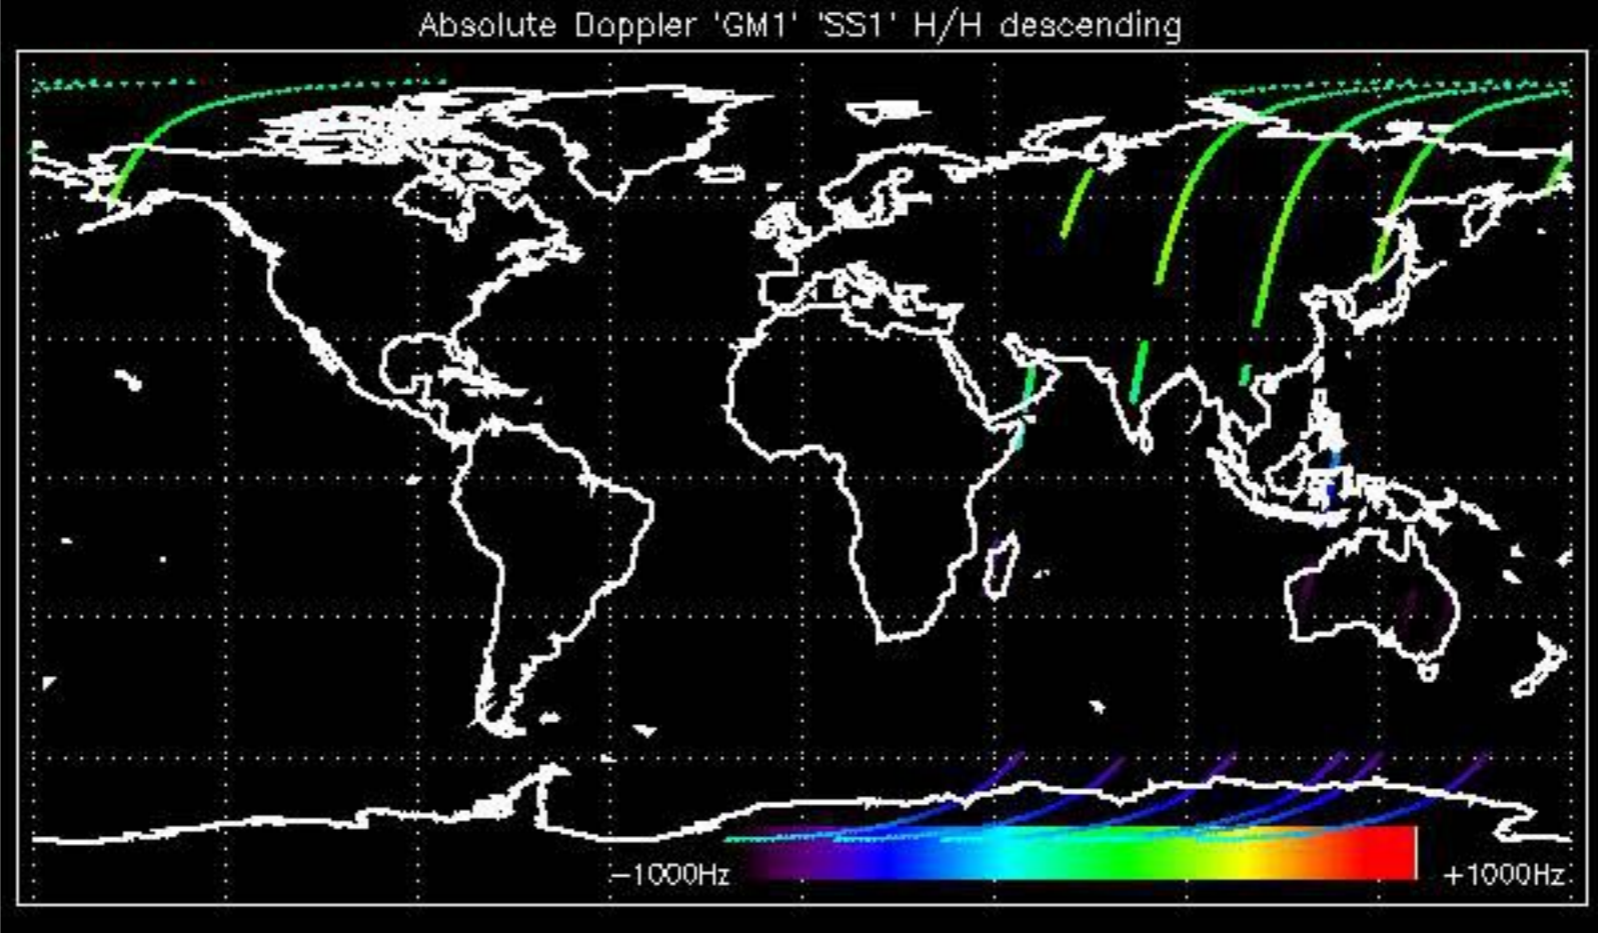 Absolute Doppler 'GM1' 'SS1' H/H descending
−1000Hz
+1000Hz